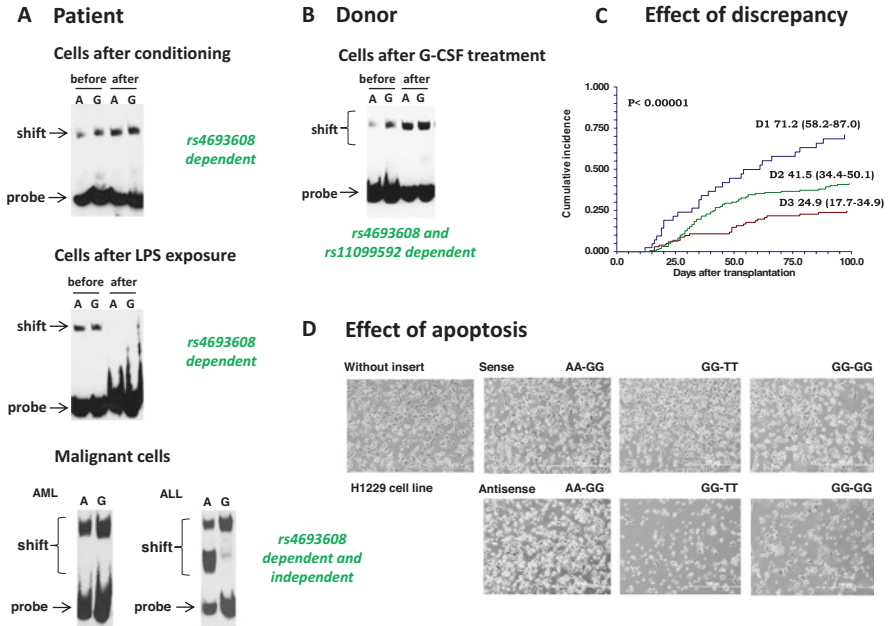 A Patient
Cells after conditioning
before after
A G A G
shift
probe
rs4693608
dependent
Cells after LPS exposure
before after
A G A G
shift
probe
rs4693608
dependent
Malignant cells
AML
A G
ALL
A G
shift
shift
probe
probe
rs4693608
dependent and
independent
B Donor
Cells after G-CSF treatment
before after
A G A G
shift
probe
rs4693608 and
rs11099592 dependent
C Effect of discrepancy
Cumulative incidence
1.000
0.750
0.500
0.250
0.000
P< 0.00001
D1 71.2 (58.2-87.0)
D2 41.5 (34.4-50.1)
D3 24.9 (17.7-34.9)
0.0 25.0 50.0 75.0 100.0
Days after transplantation
D Effect of apoptosis
Without insert Sense AA-GG GG-TT GG-GG
H1229 cell line Antisense AA-GG GG-TT GG-GG